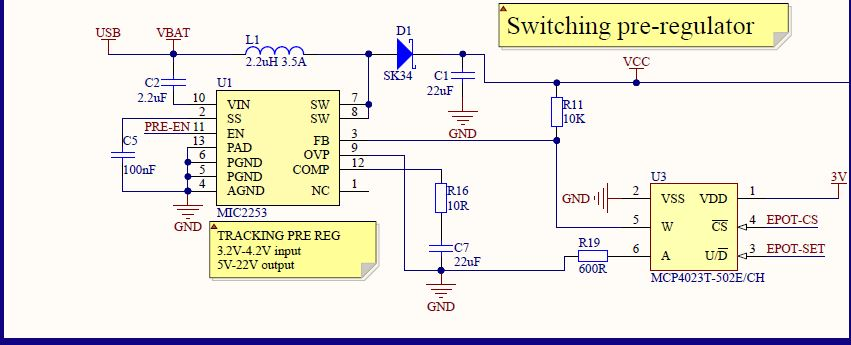 Switching pre-regulator
USB
VBAT
L1
2.2uH 3.5A
D1
SK34
VCC
C2
2.2uF
U1
C1
22uF
GND
R11
10K
10 VIN SW 7
2 SS SW 8
PRE-EN 11 EN FB 3
13 PAD OVP 9
6 PGND COMP 12
5 PGND
4 AGND NC 1
MIC2253
C5
100nF
GND
TRACKING PRE REG
3.2V-4.2V input
5V-22V output
R16
10R
C7
22uF
GND
R19
600R
U3
3V
GND 2 VSS VDD 1
5 W CS 4 EPOT-CS
6 A U/D 3 EPOT-SET
MCP4023T-502E/CH